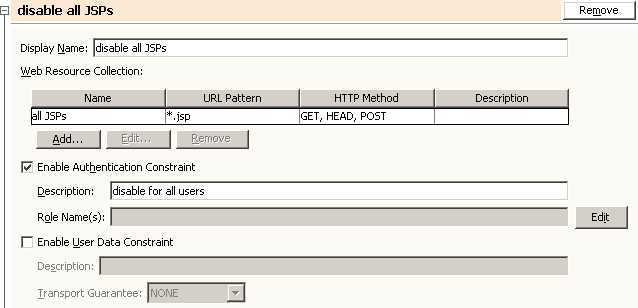 disable all JSPs Remove
Display Name: disable all JSPs
Web Resource Collection:
Name URL Pattern HTTP Method Description
all JSPs *.jsp GET, HEAD, POST
Add... Edit... Remove
Enable Authentication Constraint
Description: disable for all users
Role Name(s): Edit
Enable User Data Constraint
Description:
Transport Guarantee: NONE